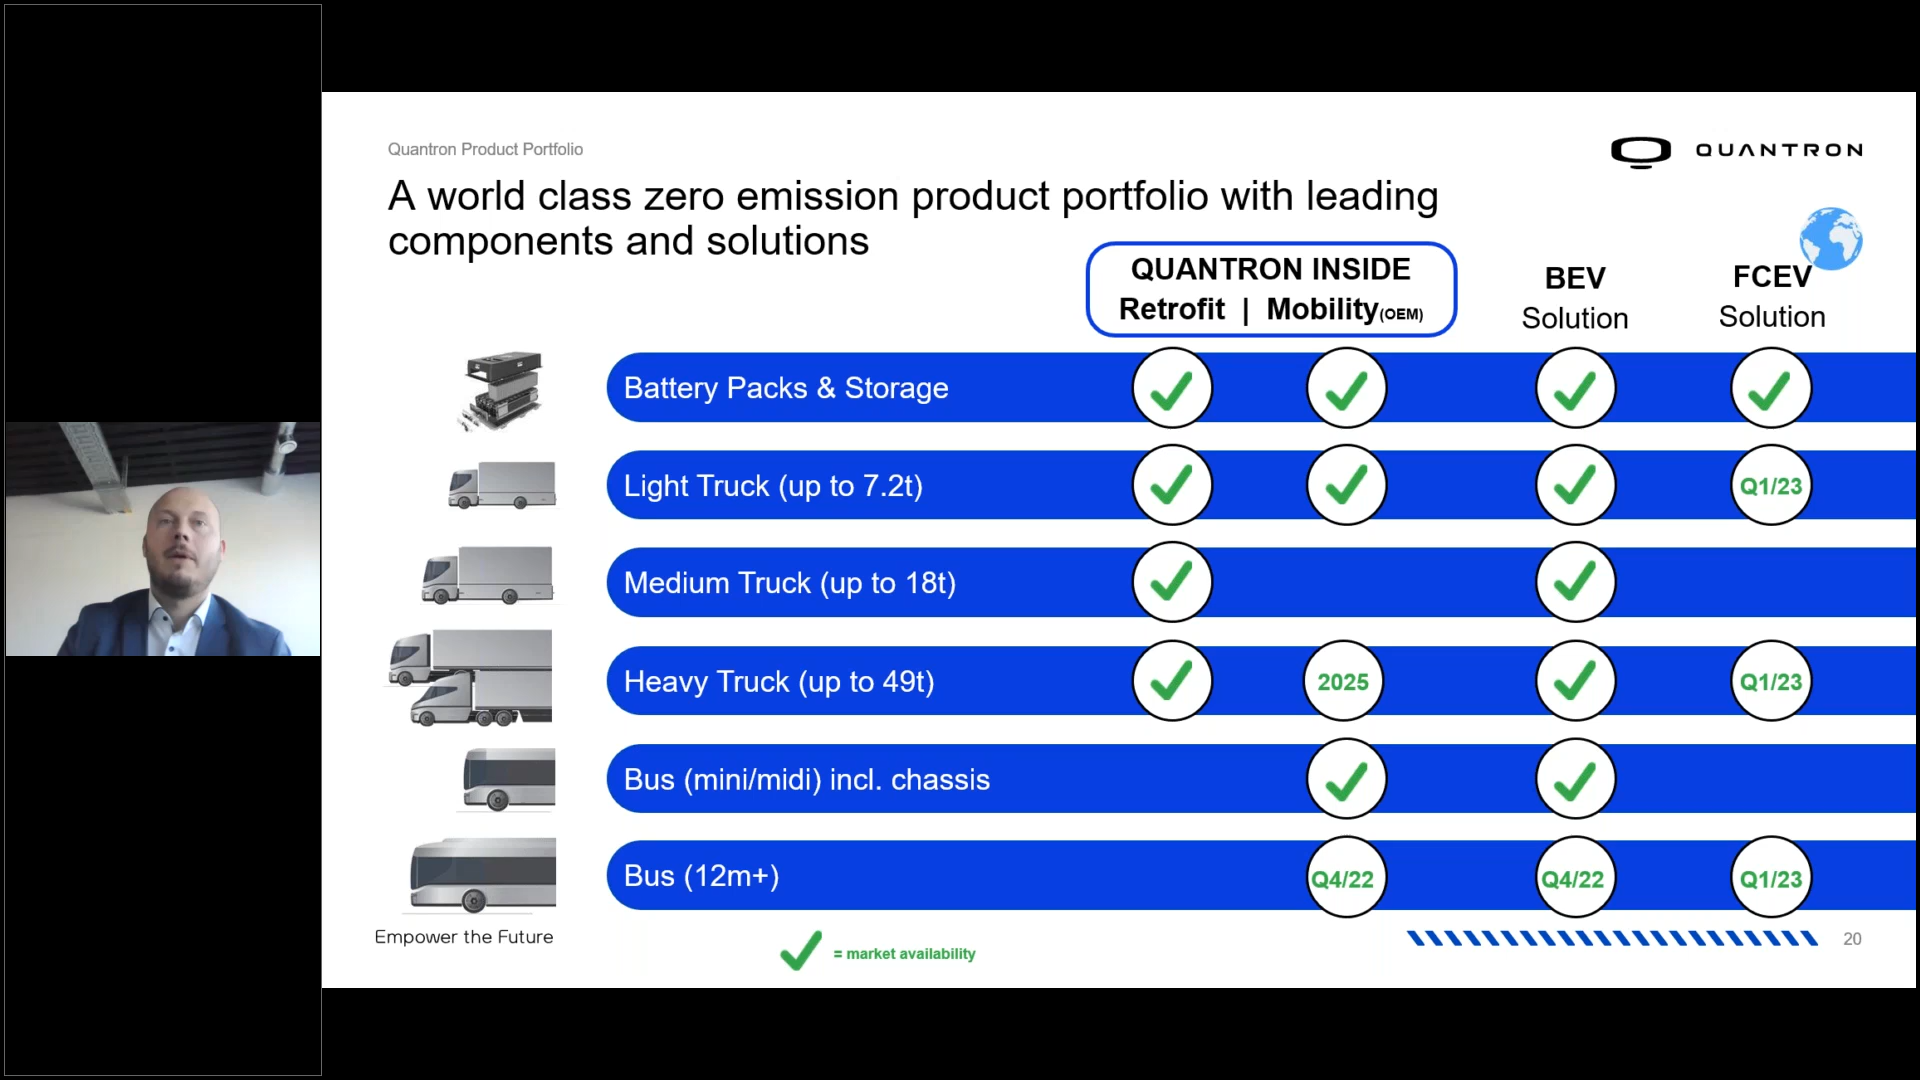 Quantron Product Portfolio
QUANTRON
A world class zero emission product portfolio with leading
components and solutions
QUANTRON INSIDE
Retrofit | Mobility(OEM)
BEV
Solution
FCEV
Solution
Battery Packs & Storage
Light Truck (up to 7.2t)
Q1/23
Medium Truck (up to 18t)
Heavy Truck (up to 49t)
2025
Q1/23
Bus (mini/midi) incl. chassis
Bus (12m+)
Q4/22
Q4/22
Q1/23
Empower the Future
= market availability
20